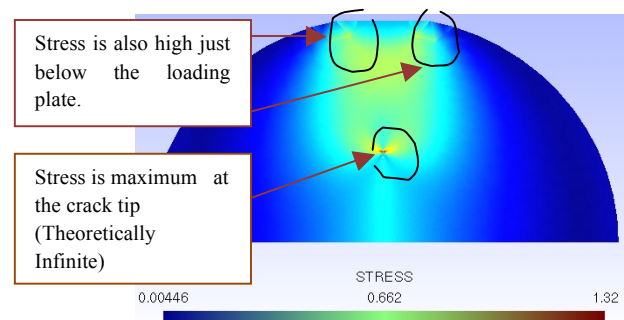 Stress is also high just
below the loading
plate.
Stress is maximum at
the crack tip
(Theoretically
Infinite)
STRESS
0.00446 0.662 1.32